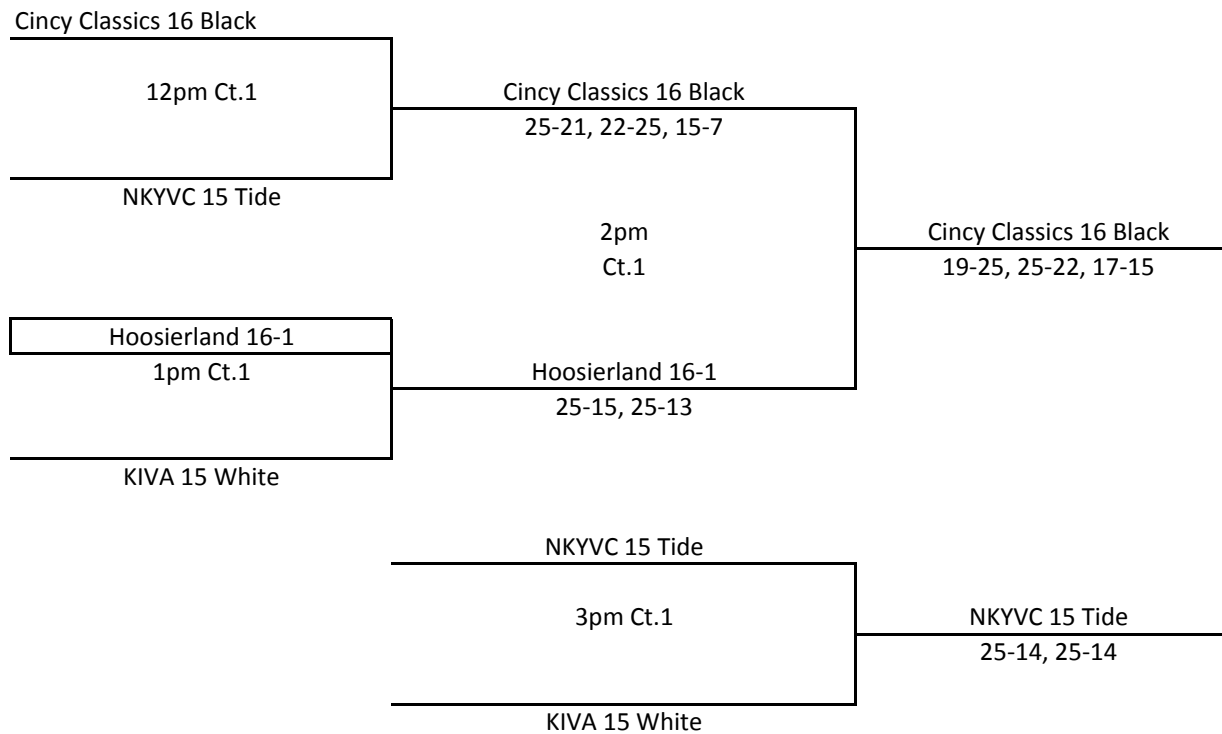 Cincy Classics 16 Black
12pm Ct.1
Cincy Classics 16 Black
25-21, 22-25, 15-7
NKYVC 15 Tide
2pm
Ct.1
Cincy Classics 16 Black
19-25, 25-22, 17-15
Hoosierland 16-1
1pm Ct.1
Hoosierland 16-1
25-15, 25-13
KIVA 15 White
NKYVC 15 Tide
3pm Ct.1
NKYVC 15 Tide
25-14, 25-14
KIVA 15 White